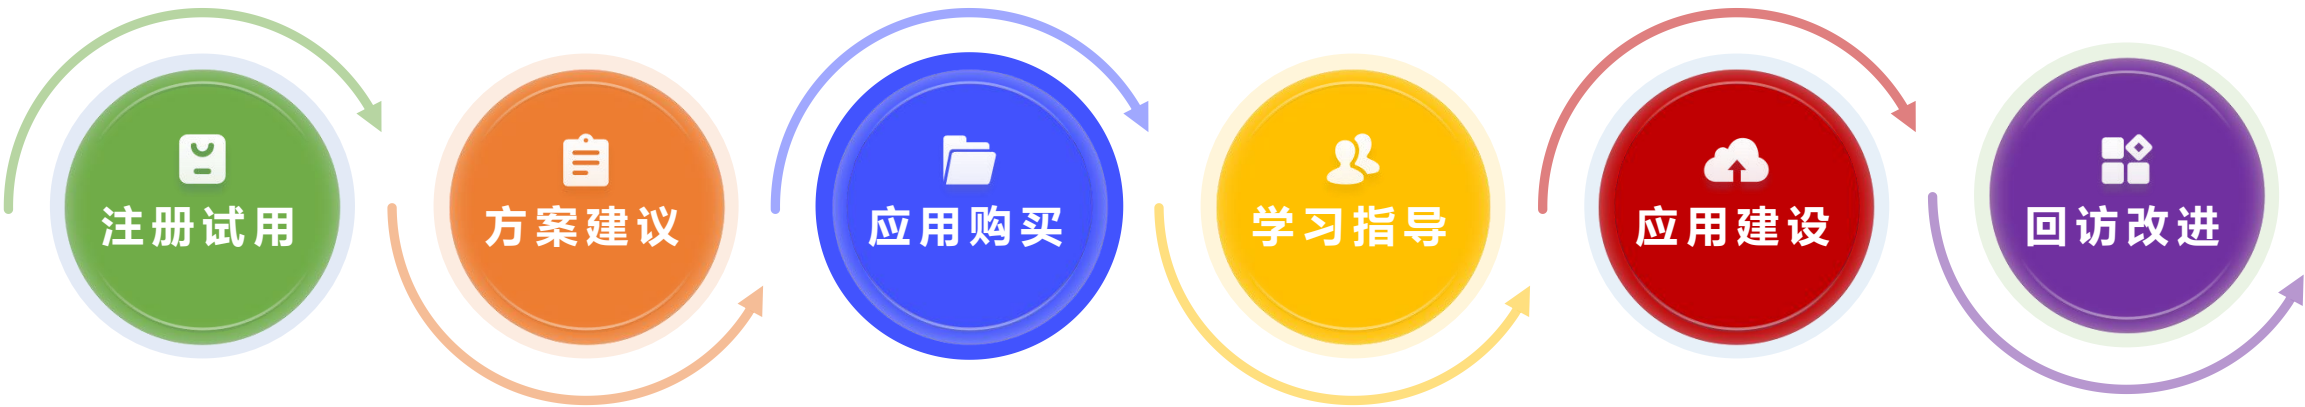 注册试用
方案建议
应用购买
学习指导
应用建设
回访改进